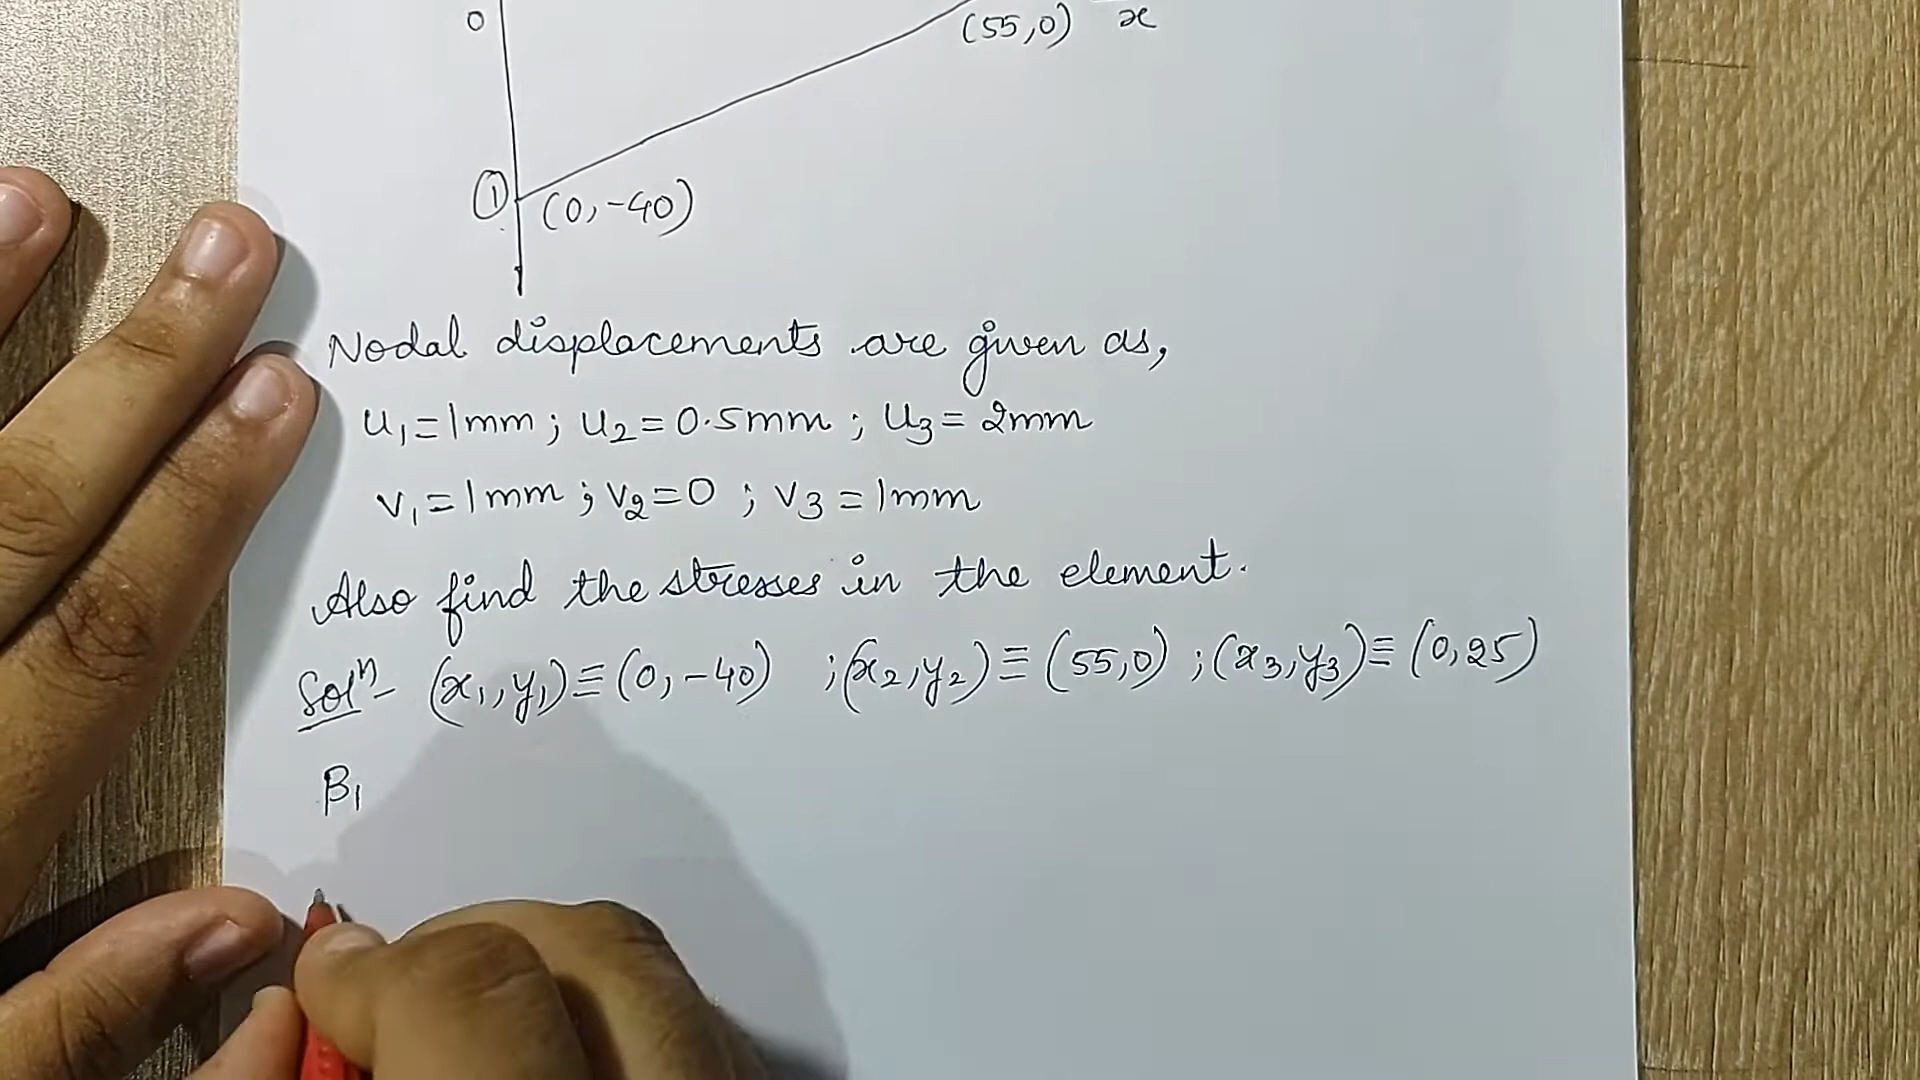 0
(55,0) x
① (0,-40)
Nodal displacements are given as,
u₁=1mm; u₂=0.5mm; u₃=2mm
v₁=1mm; v₂=0; v₃=1mm
Also find the stresses in the element.
Solⁿ- (x₁,y₁)≡(0,-40) ;(x₂,y₂)≡(55,0) ;(x₃,y₃)≡(0,25)
β₁